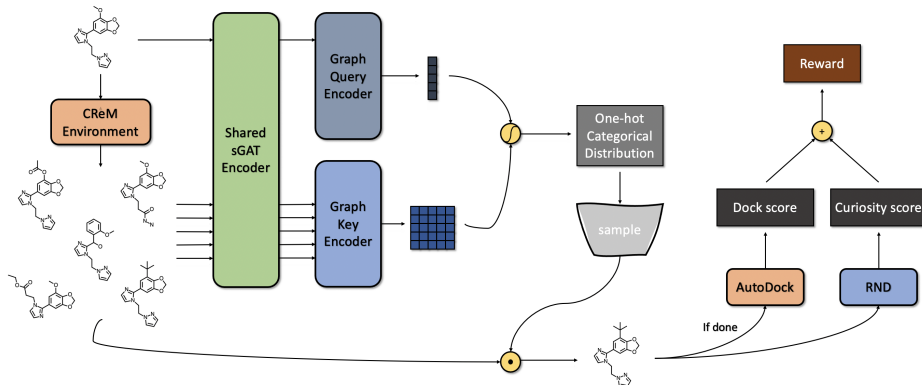 CReM
Environment
Shared
sGAT
Encoder
Graph
Query
Encoder
Graph
Key
Encoder
One-hot
Categorical
Distribution
sample
Reward
+
Dock score
Curiosity score
AutoDock
RND
If done